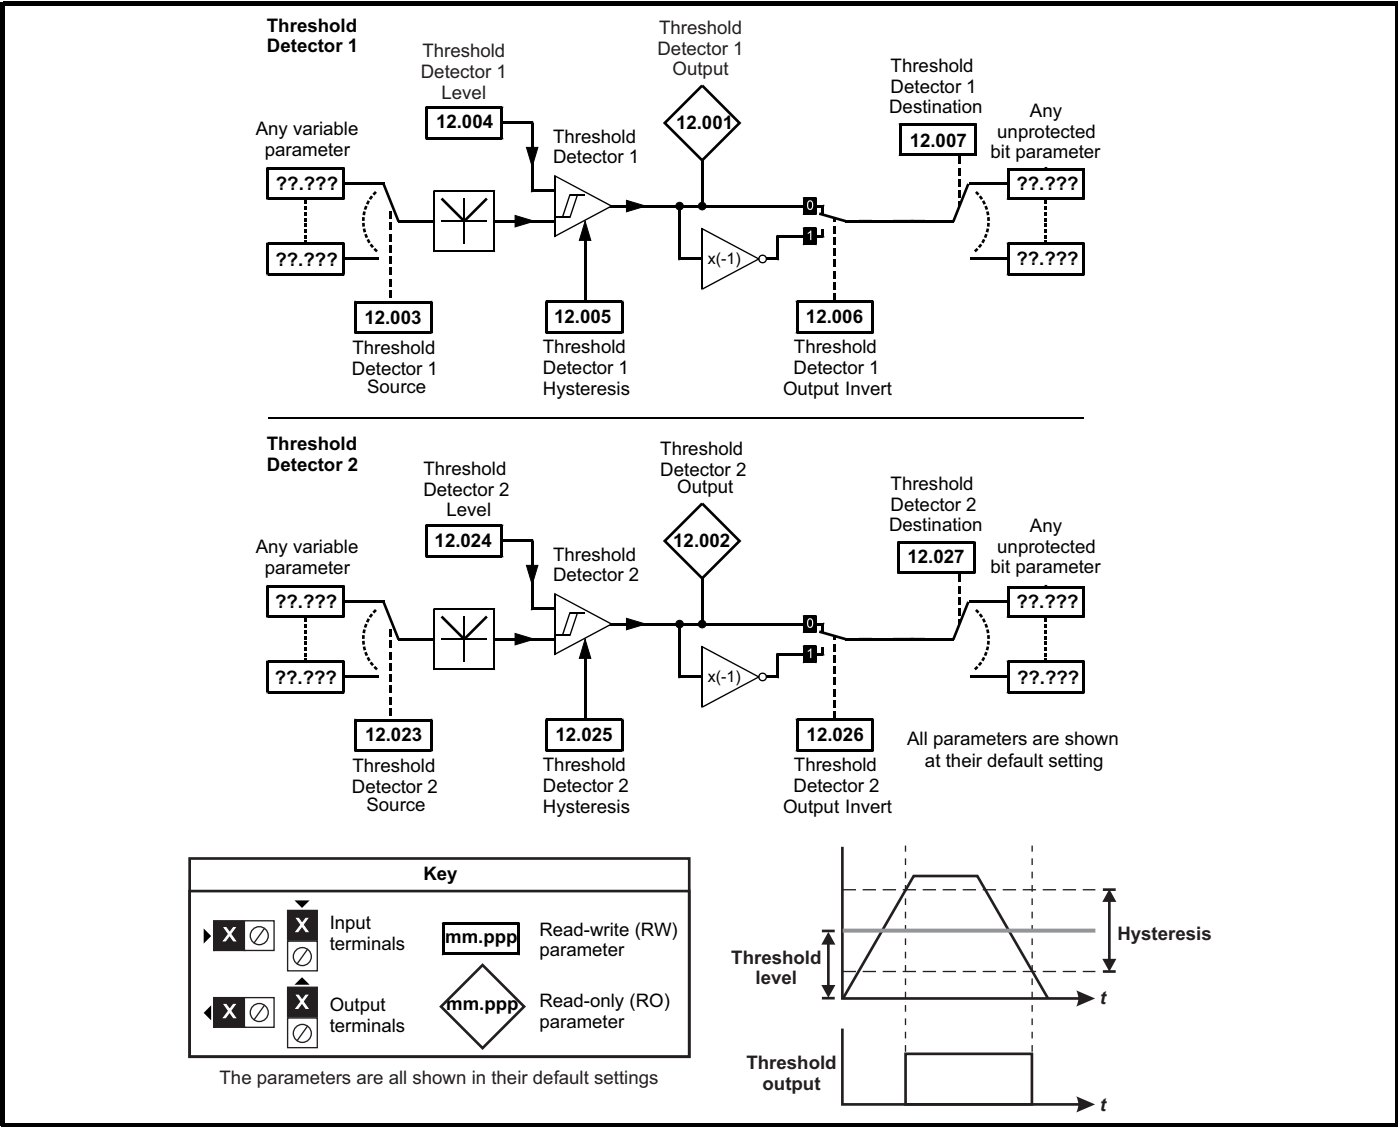 Threshold
Detector 1
Threshold
Detector 1
Level
12.004
Threshold
Detector 1
Output
12.001
Threshold
Detector 1
Destination
12.007
Any variable
parameter
??.???
??.???
Threshold
Detector 1
Any
unprotected
bit parameter
??.???
??.???
0
1
x(-1)
12.003
Threshold
Detector 1
Source
12.005
Threshold
Detector 1
Hysteresis
12.006
Threshold
Detector 1
Output Invert
Threshold
Detector 2
Threshold
Detector 2
Level
12.024
Threshold
Detector 2
Output
12.002
Threshold
Detector 2
Destination
12.027
Any variable
parameter
??.???
??.???
Threshold
Detector 2
Any
unprotected
bit parameter
??.???
??.???
0
1
x(-1)
12.023
Threshold
Detector 2
Source
12.025
Threshold
Detector 2
Hysteresis
12.026
Threshold
Detector 2
Output Invert
All parameters are shown
at their default setting
Key
X
X
Input
terminals
mm.ppp
Read-write (RW)
parameter
X
X
Output
terminals
mm.ppp
Read-only (RO)
parameter
The parameters are all shown in their default settings
Threshold
level
Hysteresis
t
Threshold
output
t